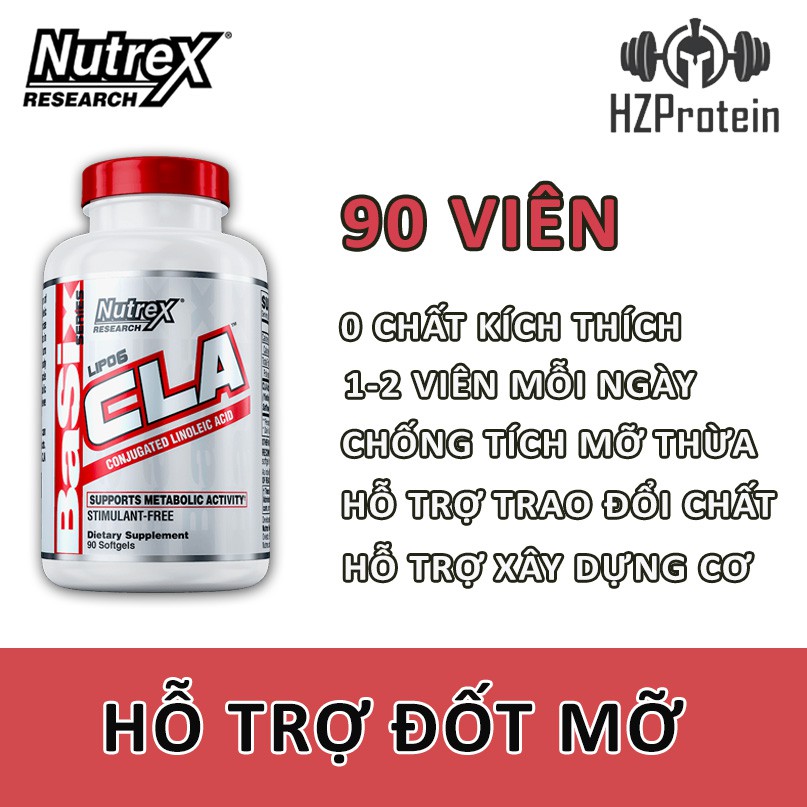 Nutrex®
RESEARCH
HZProtein
90 VIÊN
0 CHẤT KÍCH THÍCH
1-2 VIÊN MỖI NGÀY
CHỐNG TÍCH MỠ THỪA
HỖ TRỢ TRAO ĐỔI CHẤT
HỖ TRỢ XÂY DỰNG CƠ
Basix
SERIES
Nutrex
RESEARCH
LIPO6
CLA™
CONJUGATED LINOLEIC ACID
SUPPORTS METABOLIC ACTIVITY
STIMULANT-FREE
Dietary Supplement
90 Softgels
HỖ TRỢ ĐỐT MỠ